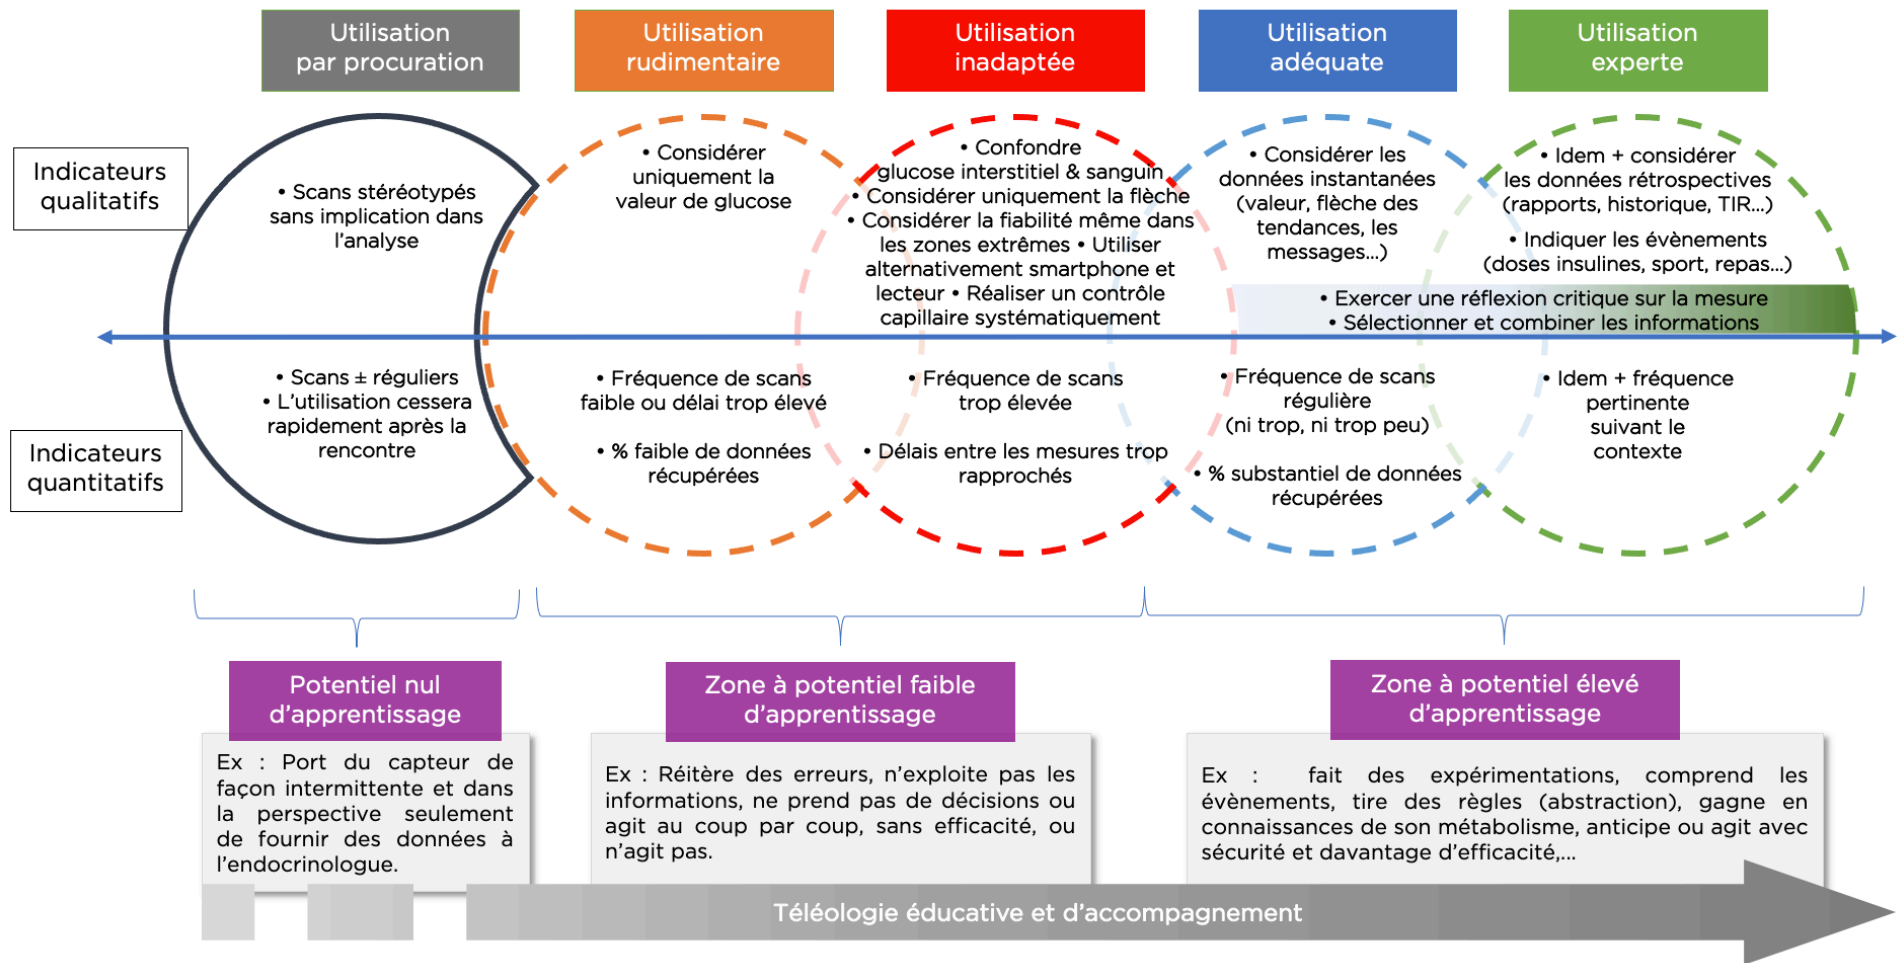 Utilisation
par procuration
Utilisation
rudimentaire
Utilisation
inadaptée
Utilisation
adéquate
Utilisation
experte
Indicateurs
qualitatifs
• Scans stéréotypés
sans implication dans
l'analyse
• Considérer
uniquement la
valeur de glucose
• Confondre
glucose interstitiel & sanguin
• Considérer uniquement la flèche
• Considérer la fiabilité même dans
les zones extrêmes • Utiliser
alternativement smartphone et
lecteur • Réaliser un contrôle
capillaire systématiquement
• Considérer les
données instantanées
(valeur, flèche des
tendances, les
messages...)
• Idem + considérer
les données rétrospectives
(rapports, historique, TIR...)
• Indiquer les évènements
(doses insulines, sport, repas...)
• Exercer une réflexion critique sur la mesure
• Sélectionner et combiner les informations
Indicateurs
quantitatifs
• Scans ± réguliers
• L'utilisation cessera
rapidement après la
rencontre
• Fréquence de scans
faible ou délai trop élevé
• % faible de données
récupérées
• Fréquence de scans
trop élevée
• Délais entre les mesures trop
rapprochés
• Fréquence de scans
régulière
(ni trop, ni trop peu)
• % substantiel de données
récupérées
• Idem + fréquence
pertinente
suivant le
contexte
Potentiel nul
d'apprentissage
Ex : Port du capteur de
façon intermittente et dans
la perspective seulement
de fournir des données à
l'endocrinologue.
Zone à potentiel faible
d'apprentissage
Ex : Réitère des erreurs, n'exploite pas les
informations, ne prend pas de décisions ou
agit au coup par coup, sans efficacité, ou
n'agit pas.
Zone à potentiel élevé
d'apprentissage
Ex : fait des expérimentations, comprend les
évènements, tire des règles (abstraction), gagne en
connaissances de son métabolisme, anticipe ou agit avec
sécurité et davantage d'efficacité,...
Téléologie éducative et d'accompagnement